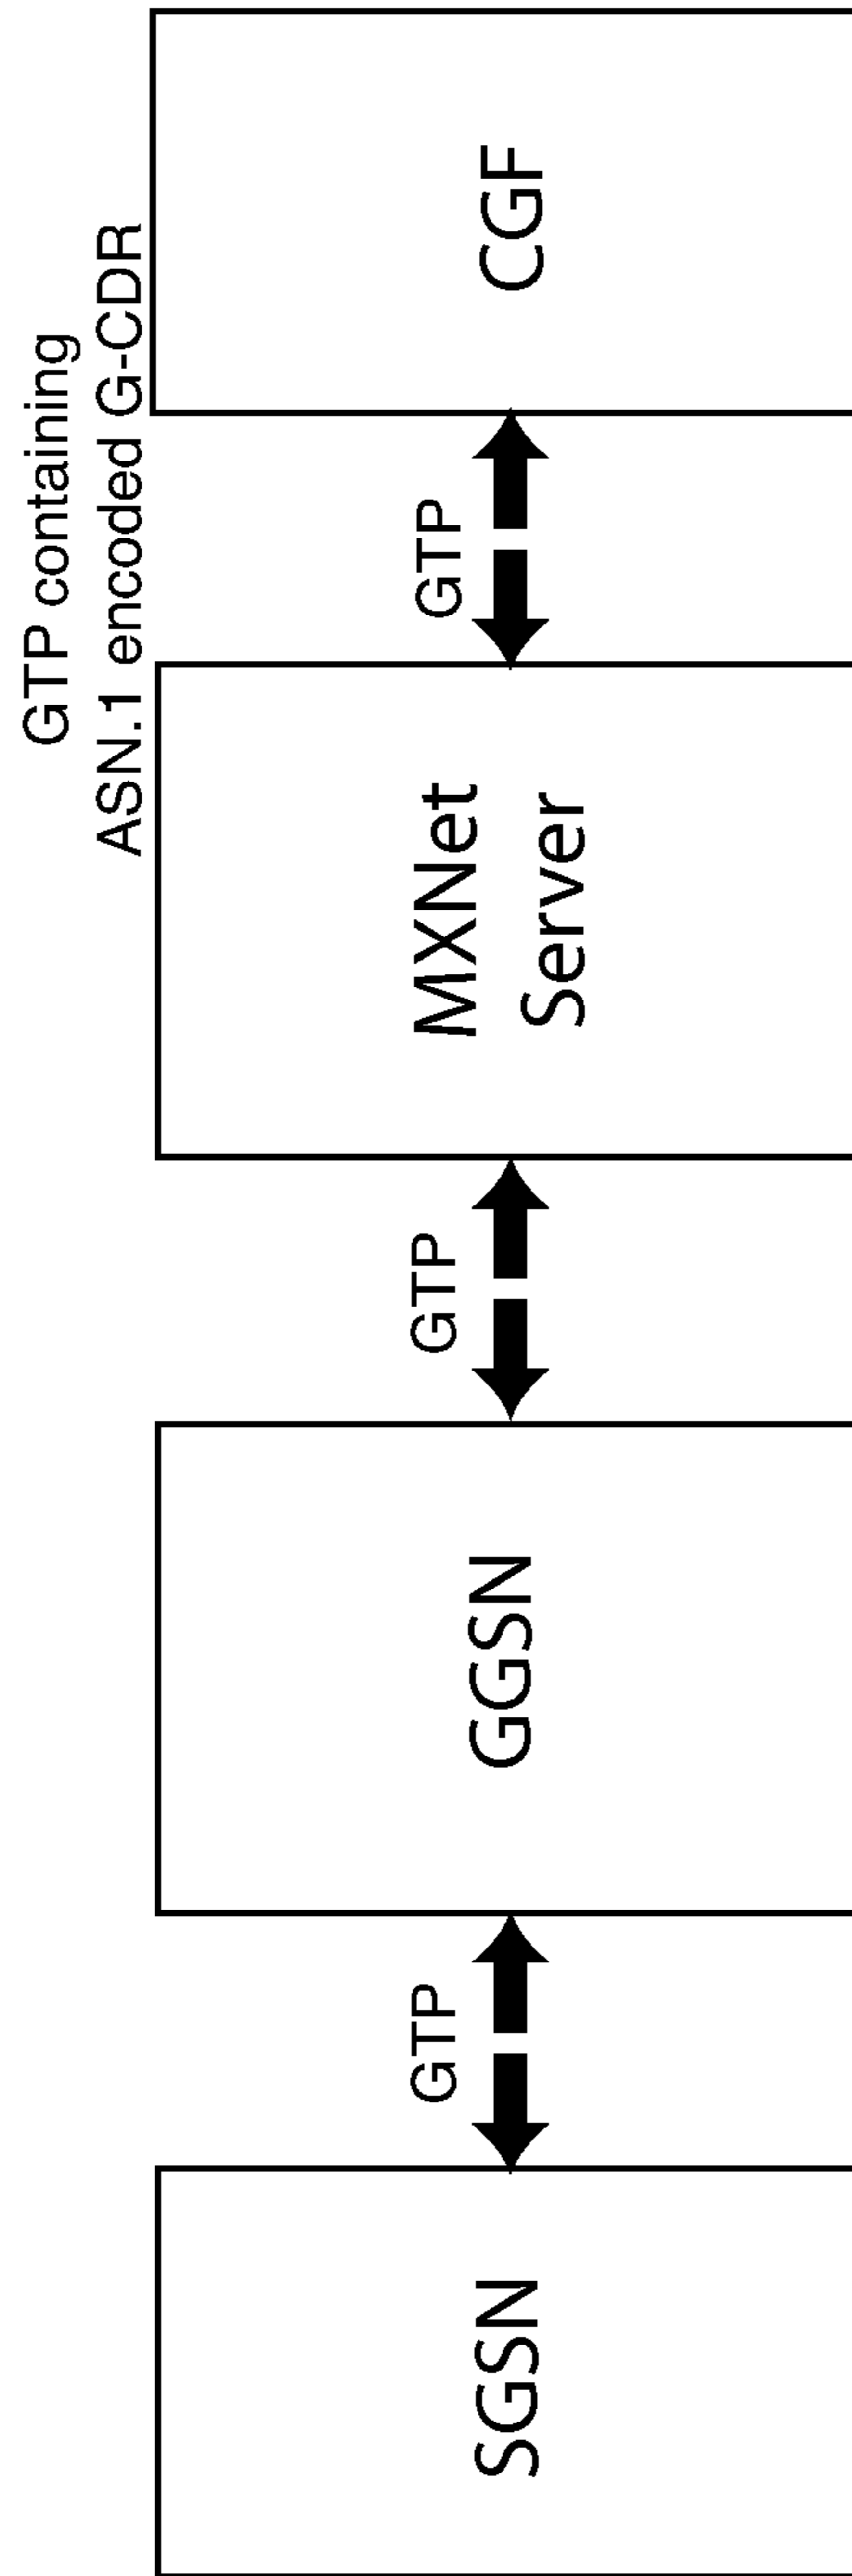 GTP containing
ASN.1 encoded G-CDR
SGSN
GTP
GGSN
GTP
MXNet
Server
GTP
CGF